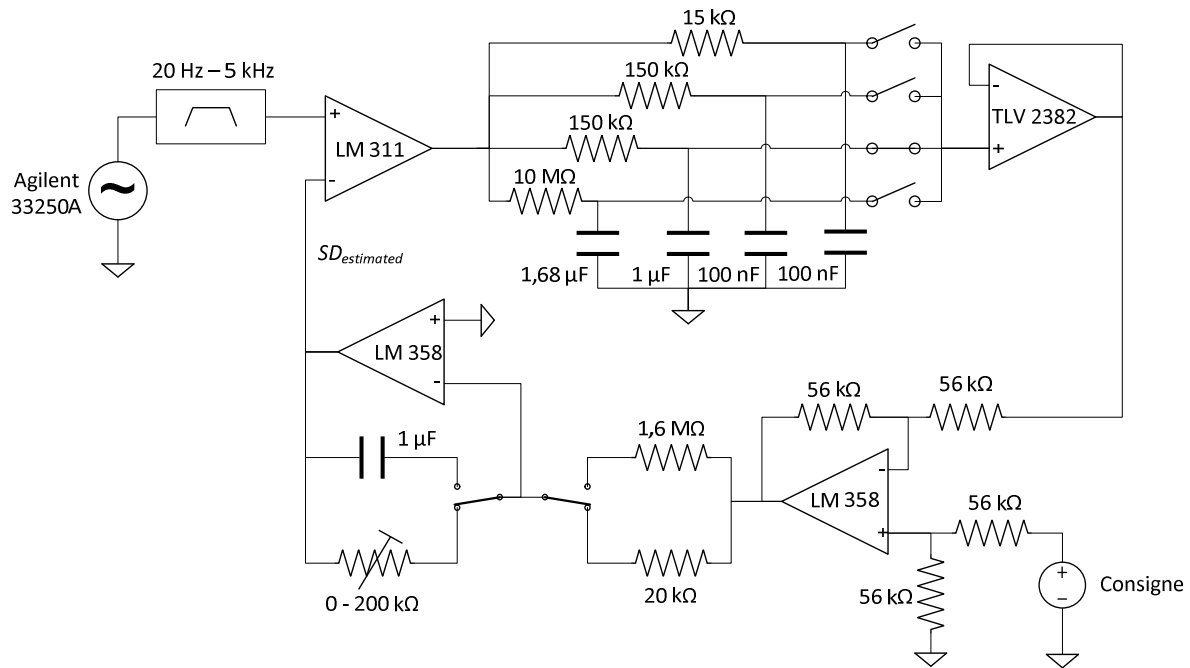 15 kΩ
20 Hz – 5 kHz
150 kΩ
+
-
TLV 2382
+
LM 311
-
150 kΩ
10 MΩ
Agilent
33250A
SDestimated
1,68 µF
1 µF
100 nF
100 nF
+
LM 358
-
56 kΩ
56 kΩ
1 µF
1,6 MΩ
-
LM 358
+
56 kΩ
0 - 200 kΩ
20 kΩ
56 kΩ
+
–
Consigne